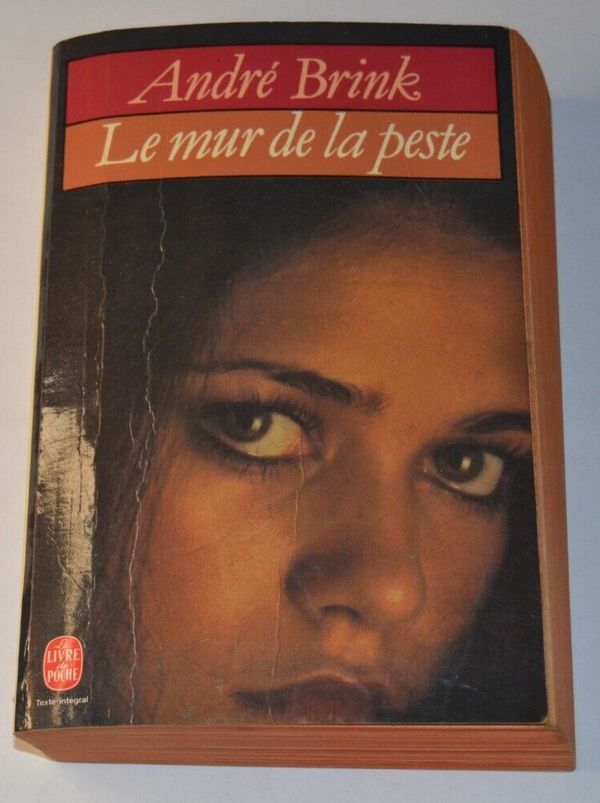 André Brink
Le mur de la peste
Le
LIVRE
de
POCHE
Texte intégral